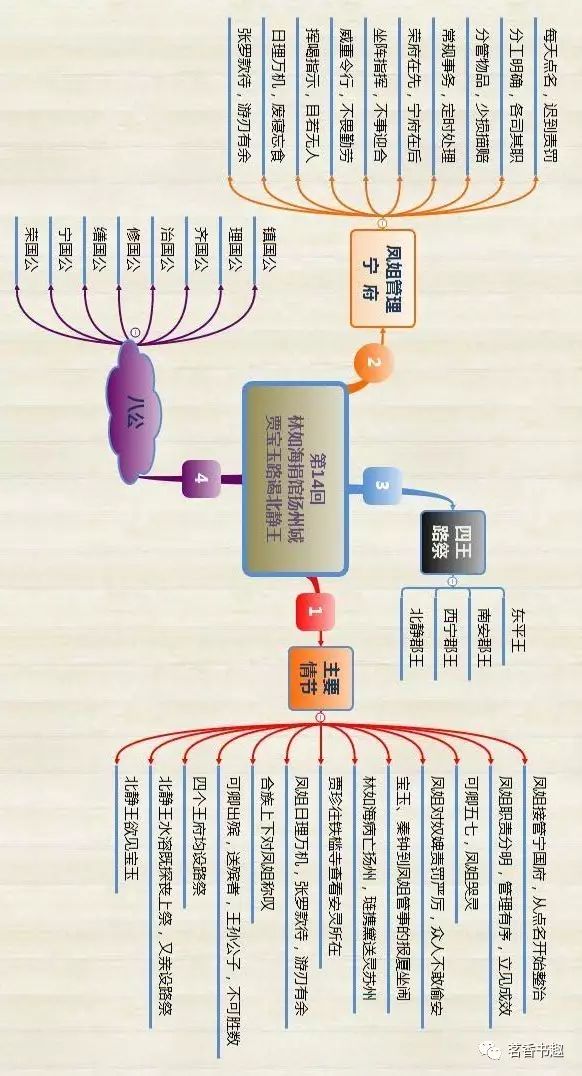 第14回
林如海捐馆扬州城
贾宝玉路谒北静王
1
主要
情节
凤姐接管宁国府，从点名开始整治
凤姐职责分明，管理有序，立见成效
可卿五七，凤姐哭灵
凤姐对奴婢责罚严厉，众人不敢偷安
宝玉、秦钟到凤姐管事的报厦坐闹
林如海病亡扬州，琏携黛送灵苏州
贾珍往铁槛寺查看安灵所在
凤姐日理万机，张罗款待，游刃有余
合族上下对凤姐称叹
可卿出殡，送殡者，王孙公子，不可胜数
四个王府均设路祭
北静王水溶既探丧上祭，又亲设路祭
北静王欲见宝玉
2
凤姐管理
宁 府
每天点名，迟到责罚
分工明确，各司其职
分管物品，少损描赔
常规事务，定时处理
荣府在先，宁府在后
坐阵指挥，不事迎合
威重令行，不畏勤劳
挥喝指示，目若无人
日理万机，废寝忘食
张罗款待，游刃有余
3
四王
路祭
东平王
南安郡王
西宁郡王
北静郡王
4
八公
镇国公
理国公
齐国公
治国公
修国公
缮国公
宁国公
荣国公
茗香书趣